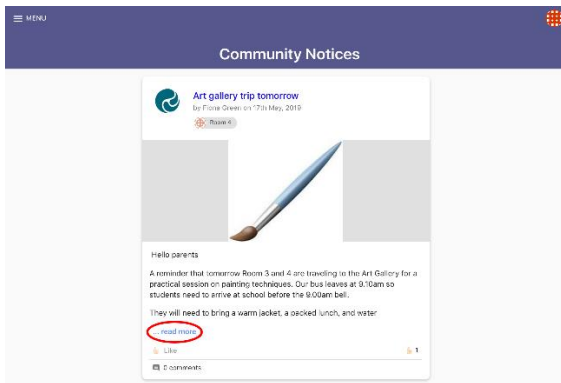 MENU
Community Notices
Art gallery trip tomorrow
by Fiona Green on 17th May, 2019
Room 4
Hello parents
A reminder that tomorrow Room 3 and 4 are traveling to the Art Gallery for a
practical session on painting techniques. Our bus leaves at 9.10am so
students need to arrive at school before the 9.00am bell.
They will need to bring a warm jacket, a packed lunch, and water
... read more
Like
1
0 comments